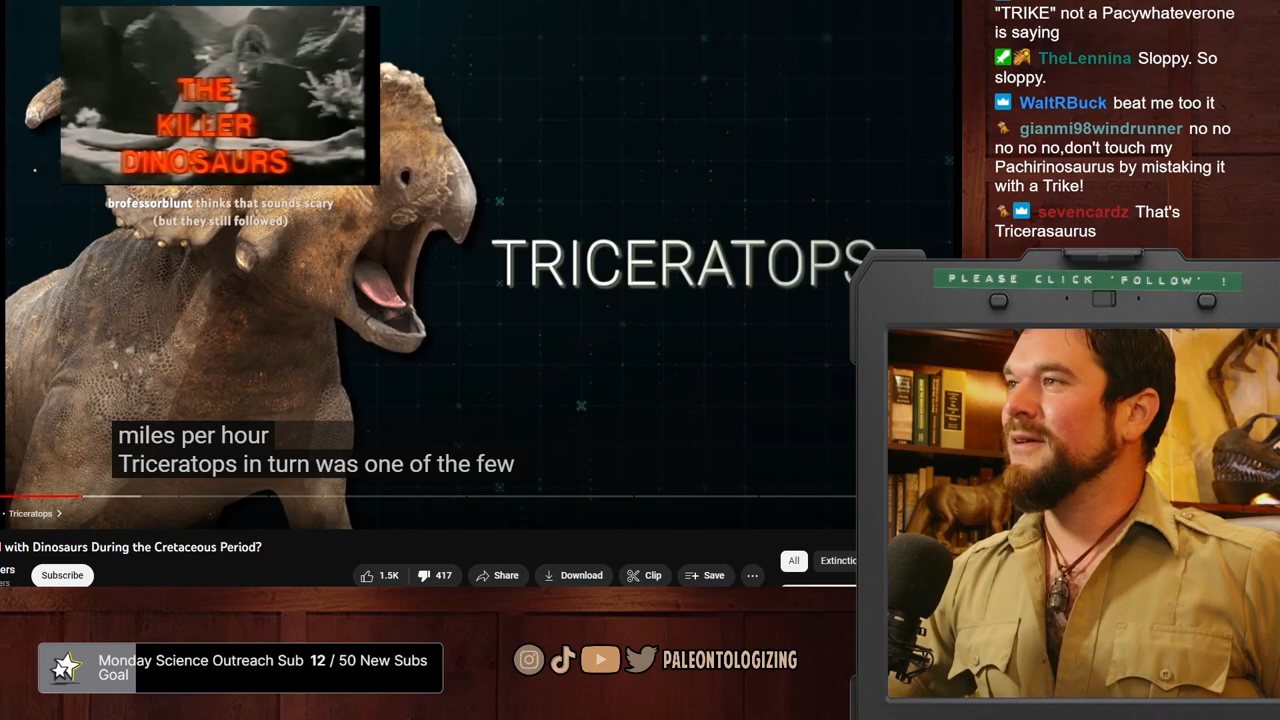 THE
KILLER
DINOSAURS
brofessorblunt thinks that sounds scary
(but they still followed)
TRICERATOPS
miles per hour
Triceratops in turn was one of the few
• Triceratops >
l with Dinosaurs During the Cretaceous Period?
ers
ers
Subscribe
1.5K
417
Share
Download
Clip
Save
...
All
Extinctic
"TRIKE" not a Pacywhateverone
is saying
TheLennina Sloppy. So
sloppy.
WaltRBuck beat me too it
gianmi98windrunner no no
no no no,don't touch my
Pachirinosaurus by mistaking it
with a Trike!
sevencardz That's
Tricerasaurus
PLEASE CLICK 'FOLLOW' !
Monday Science Outreach Sub 12 / 50 New Subs
Goal
PALEONTOLOGIZING